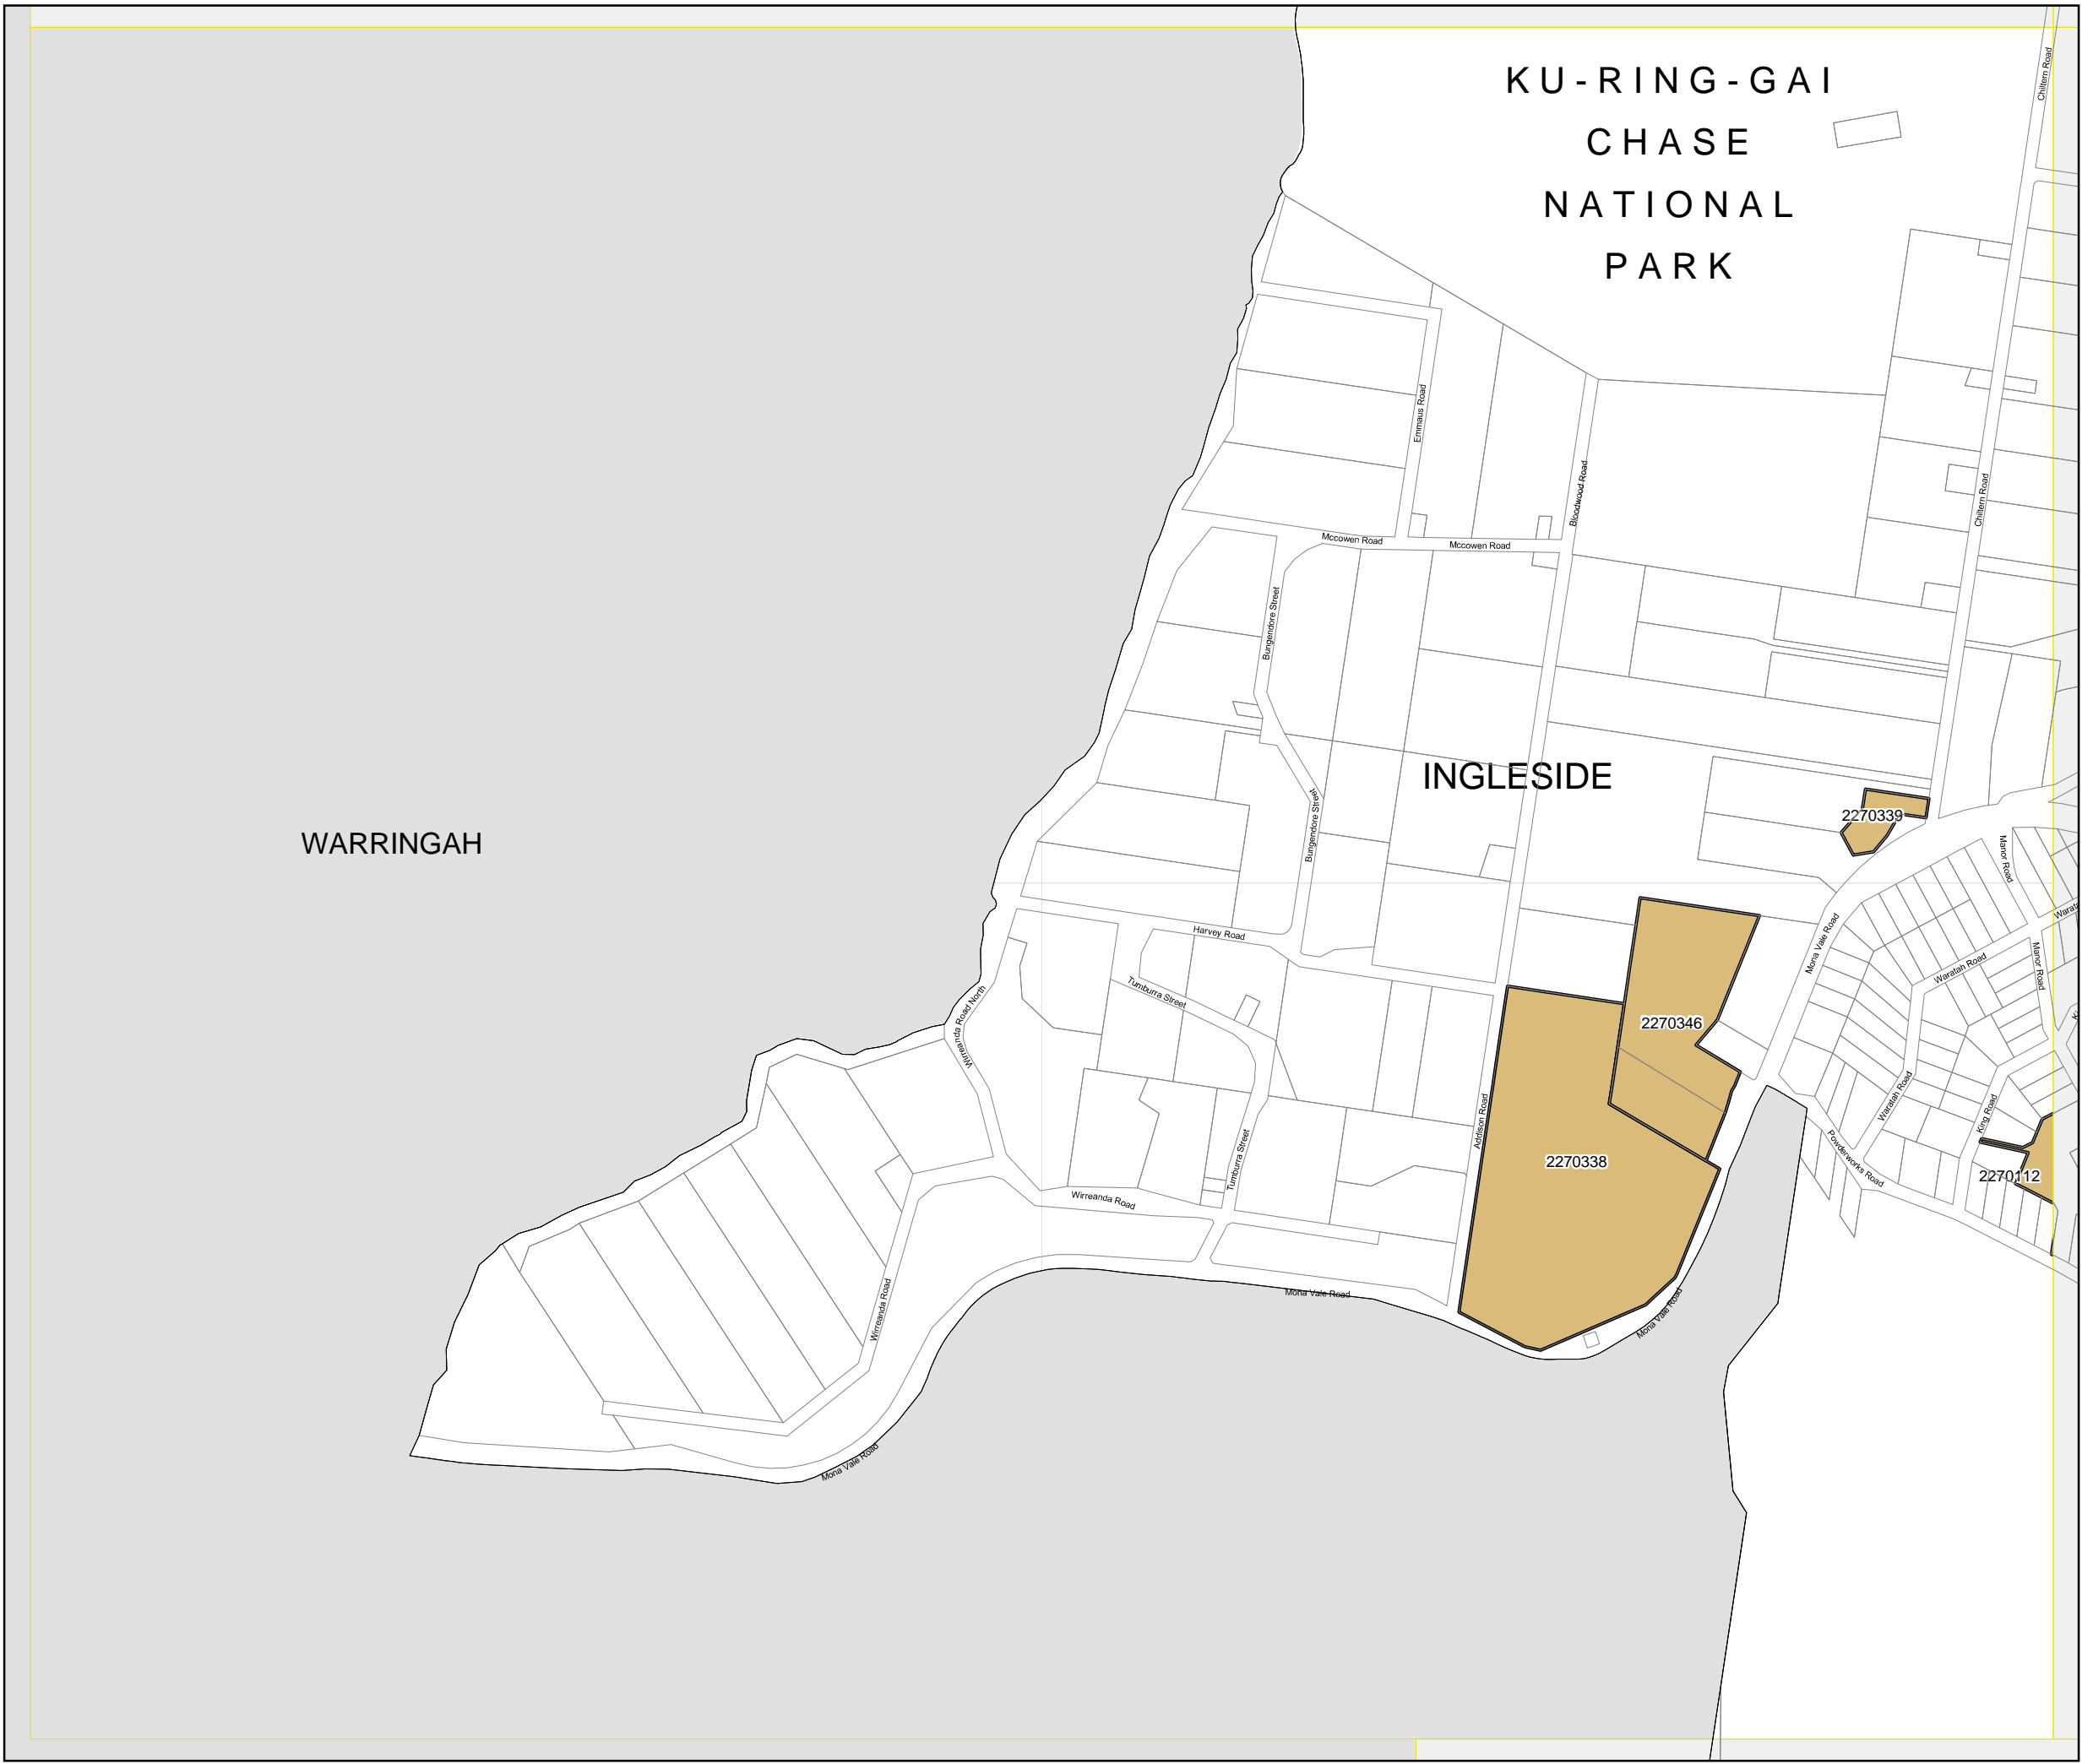 Chiltern Road
KU-RING-GAI
CHASE
NATIONAL
PARK
Emmaus Road
Bloodwood Road
Chiltern Road
Mccowen Road
Mccowen Road
Bungendore Street
INGLESIDE
Bungendore Street
2270339
WARRINGAH
Manor Road
Harvey Road
Mona Vale Road
Waratah Road
Manor Road
Tumburra Street
Wirreanda Road North
2270346
Waratah Road
King Road
Addison Road
Tumburra Street
2270338
Powderworks Road
2270112
Wirreanda Road
Mona Vale Road
Wirreanda Road
Mona Vale Road
Mona Vale Road